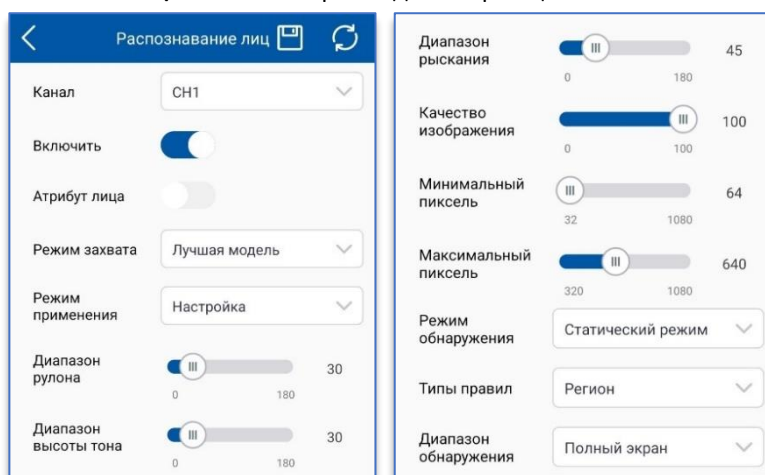 Распознавание лиц
Канал
CH1
Включить
Атрибут лица
Режим захвата
Лучшая модель
Режим
применения
Настройка
Диапазон
рулона
30
0
180
Диапазон
высоты тона
30
0
180
Диапазон
рыскания
45
0
180
Качество
изображения
100
0
100
Минимальный
пиксель
64
32
1080
Максимальный
пиксель
640
320
1080
Режим
обнаружения
Статический режим
Типы правил
Регион
Диапазон
обнаружения
Полный экран